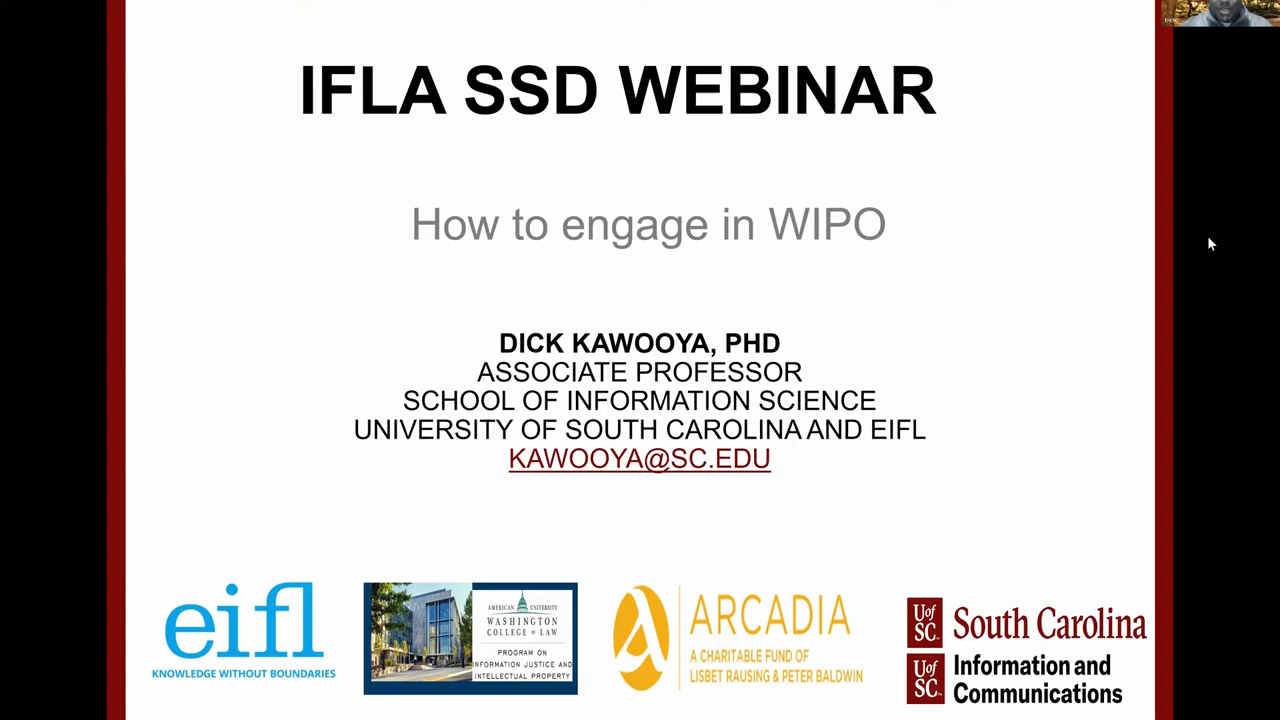 IFLA SSD WEBINAR
How to engage in WIPO
DICK KAWOOYA, PHD
ASSOCIATE PROFESSOR
SCHOOL OF INFORMATION SCIENCE
UNIVERSITY OF SOUTH CAROLINA AND EIFL
KAWOOYA@SC.EDU
eifl
KNOWLEDGE WITHOUT BOUNDARIES
AMERICAN UNIVERSITY
WASHINGTON
COLLEGE OF LAW
PROGRAM ON
INFORMATION JUSTICE AND
INTELLECTUAL PROPERTY
ARCADIA
A CHARITABLE FUND OF
LISBET RAUSING & PETER BALDWIN
UofSC South Carolina
UofSC Information and
Communications